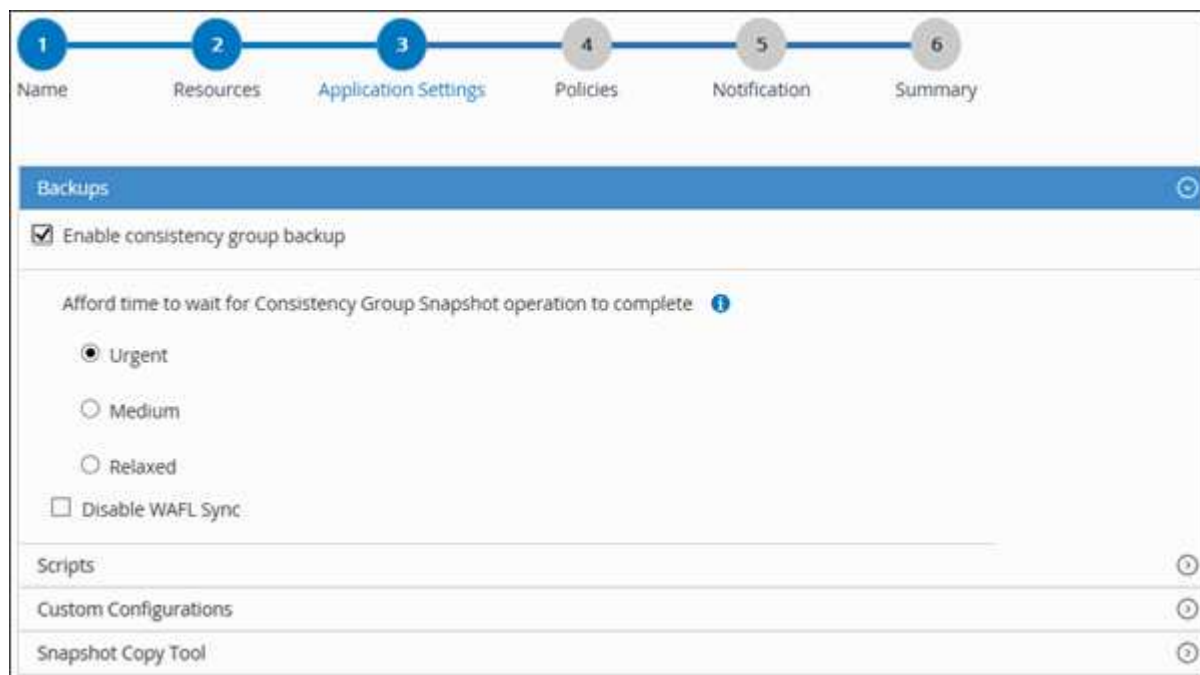 1 2 3 4 5 6
Name Resources Application Settings Policies Notification Summary
Backups
Enable consistency group backup
Afford time to wait for Consistency Group Snapshot operation to complete i
Urgent
Medium
Relaxed
Disable WAFL Sync
Scripts
Custom Configurations
Snapshot Copy Tool